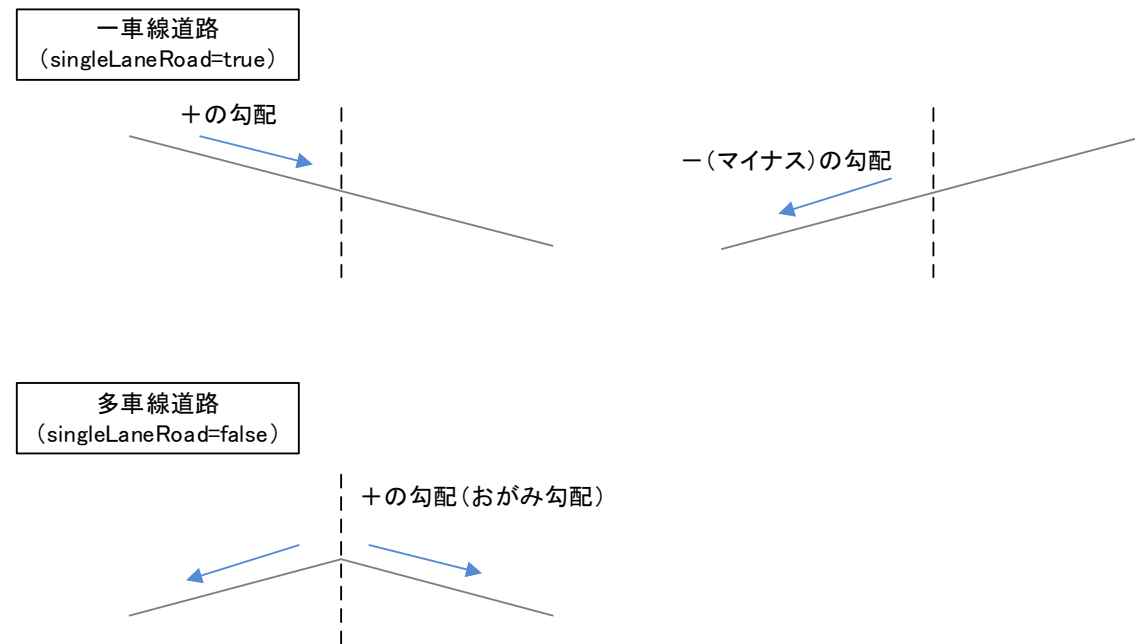 一車線道路
（singleLaneRoad=true）
＋の勾配
－（マイナス）の勾配
多車線道路
（singleLaneRoad=false）
＋の勾配（おがみ勾配）